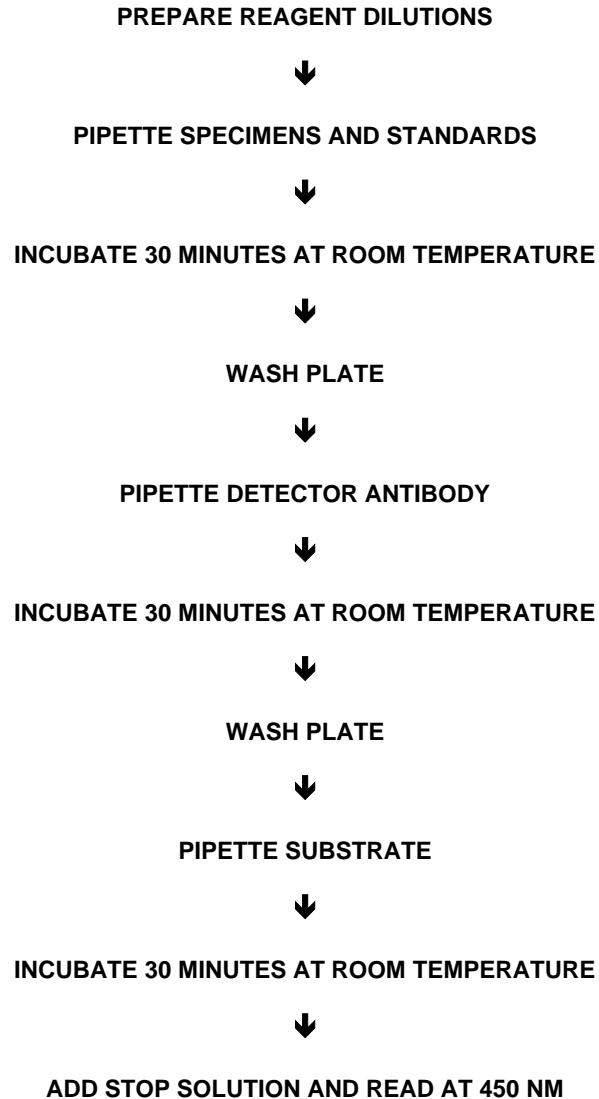 PREPARE REAGENT DILUTIONS
PIPETTE SPECIMENS AND STANDARDS
INCUBATE 30 MINUTES AT ROOM TEMPERATURE
WASH PLATE
PIPETTE DETECTOR ANTIBODY
INCUBATE 30 MINUTES AT ROOM TEMPERATURE
WASH PLATE
PIPETTE SUBSTRATE
INCUBATE 30 MINUTES AT ROOM TEMPERATURE
ADD STOP SOLUTION AND READ AT 450 NM